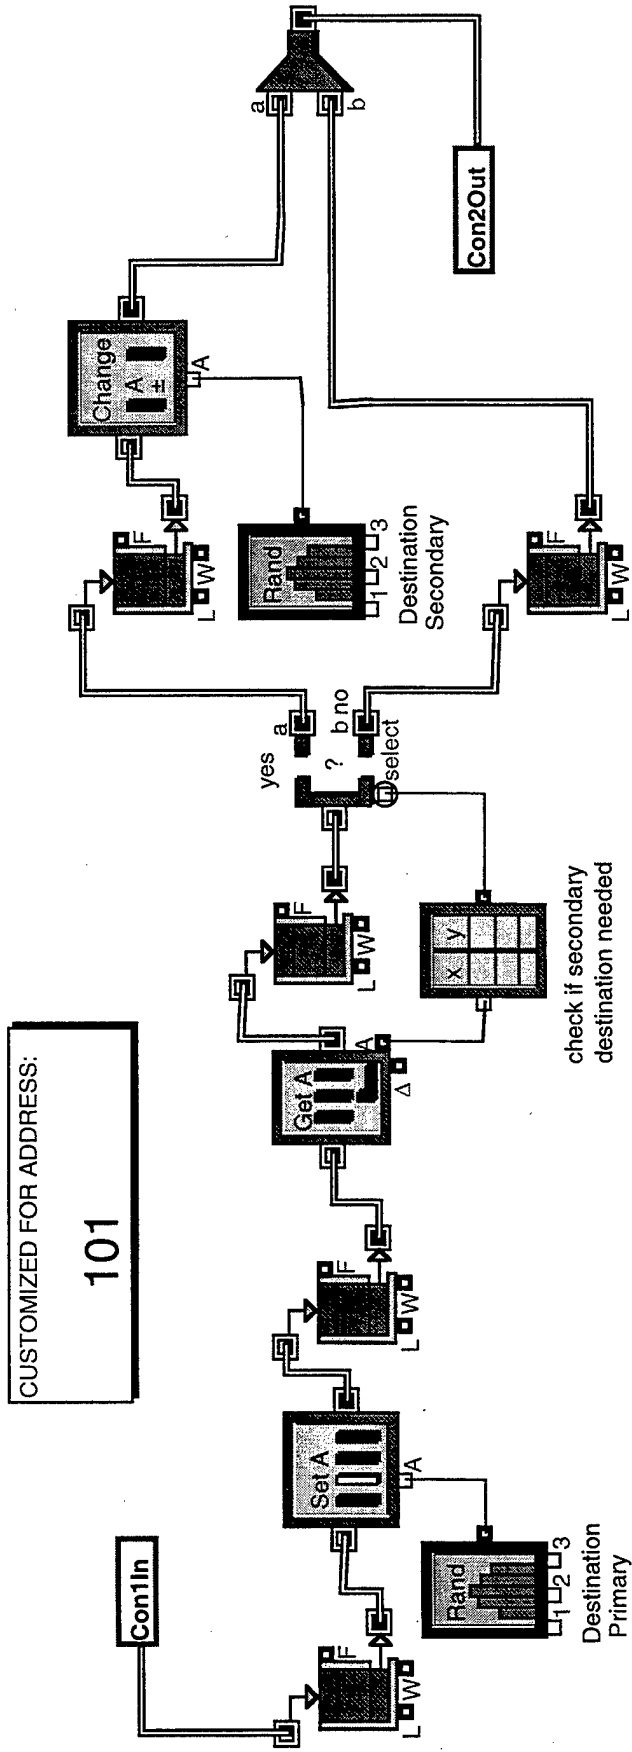 CUSTOMIZED FOR ADDRESS:
101
Con1In
F
L W
Set A
A
Rand
1 2 3
Destination
Primary
F
L W
Get A
A
Δ
F
L W
x y
check if secondary
destination needed
yes
a
?
b no
select
F
L W
Change
A
±
A
Rand
1 2 3
Destination
Secondary
F
L W
a
b
Con2Out